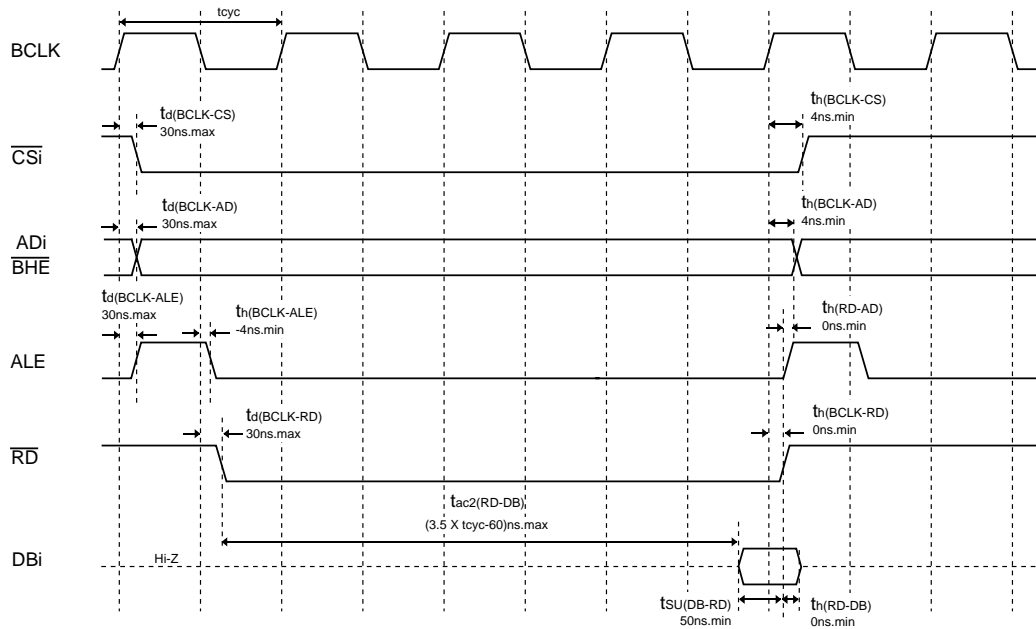 tcyc
BCLK
td(BCLK-CS)
30ns.max
th(BCLK-CS)
4ns.min
CSi
td(BCLK-AD)
30ns.max
th(BCLK-AD)
4ns.min
ADi
BHE
td(BCLK-ALE)
30ns.max
th(BCLK-ALE)
-4ns.min
th(RD-AD)
0ns.min
ALE
td(BCLK-RD)
30ns.max
th(BCLK-RD)
0ns.min
RD
tac2(RD-DB)
(3.5 X tcyc-60)ns.max
DBi
Hi-Z
tSU(DB-RD)
50ns.min
th(RD-DB)
0ns.min